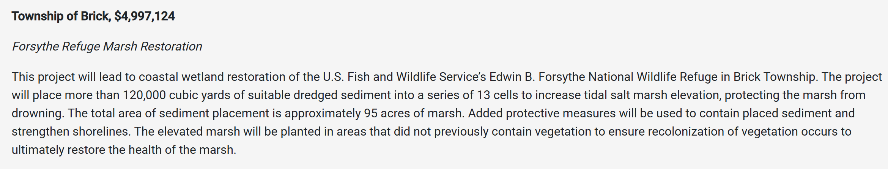 Township of Brick, $4,997,124
Forsythe Refuge Marsh Restoration
This project will lead to coastal wetland restoration of the U.S. Fish and Wildlife Service's Edwin B. Forsythe National Wildlife Refuge in Brick Township. The project
will place more than 120,000 cubic yards of suitable dredged sediment into a series of 13 cells to increase tidal salt marsh elevation, protecting the marsh from
drowning. The total area of sediment placement is approximately 95 acres of marsh. Added protective measures will be used to contain placed sediment and
strengthen shorelines. The elevated marsh will be planted in areas that did not previously contain vegetation to ensure recolonization of vegetation occurs to
ultimately restore the health of the marsh.